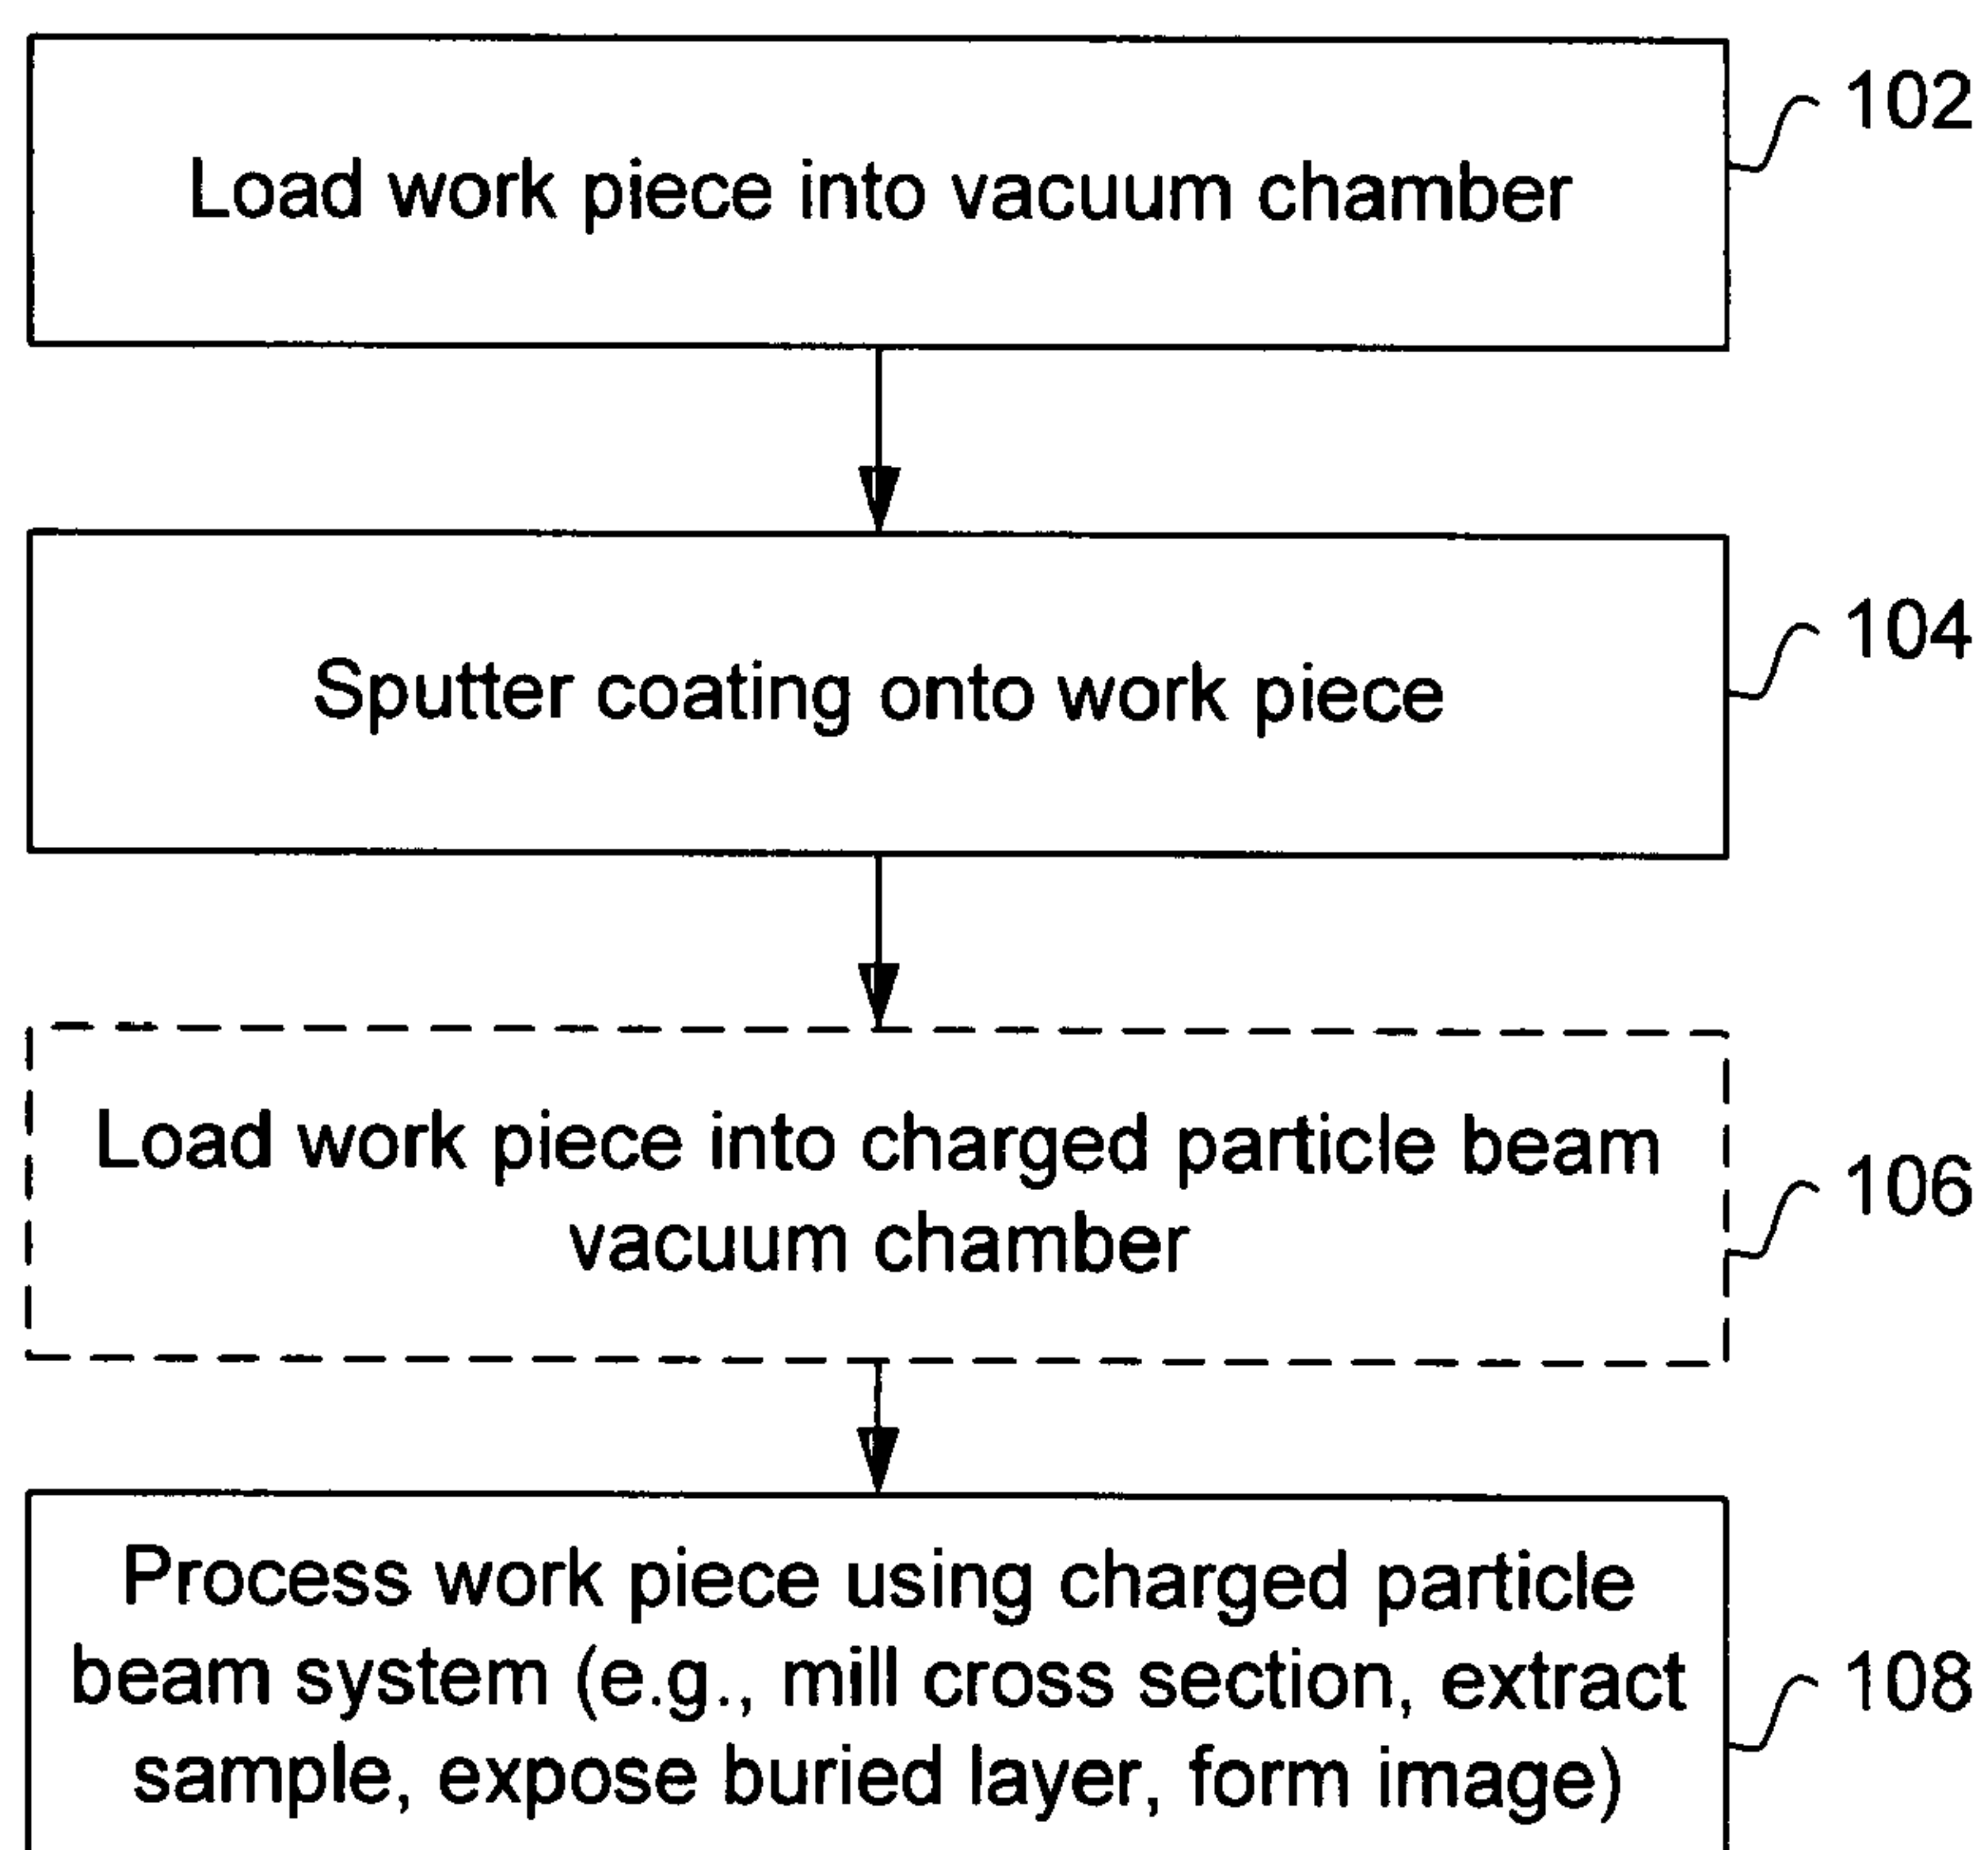 Load work piece into vacuum chamber
102
Sputter coating onto work piece
104
Load work piece into charged particle beam
vacuum chamber
106
Process work piece using charged particle
beam system (e.g., mill cross section, extract
sample, expose buried layer, form image)
108